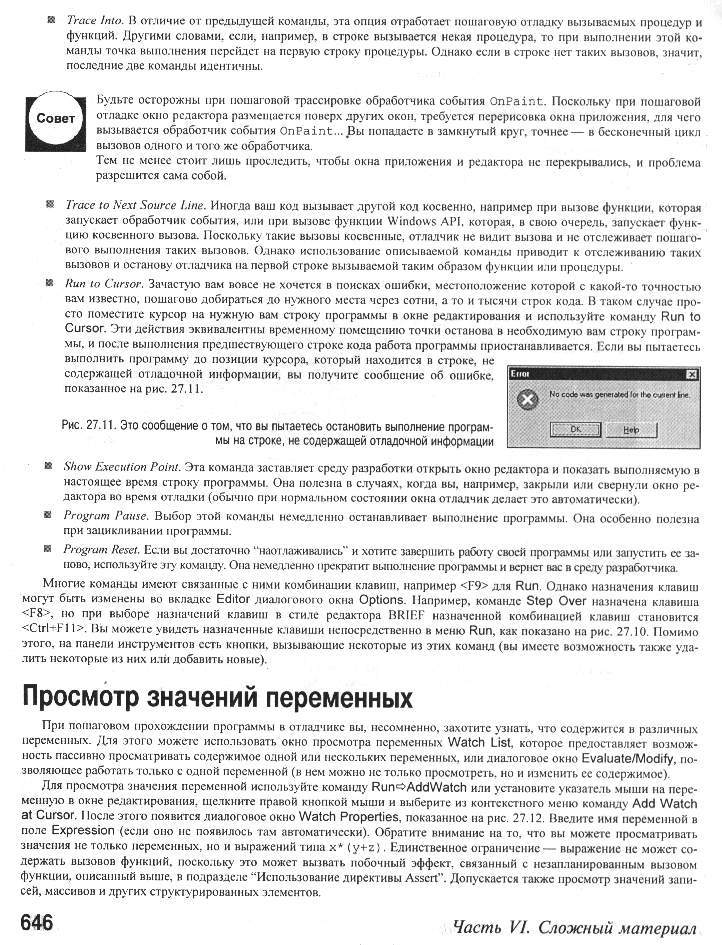 Trace Into. В отличие от предыдущей команды, эта опция отработает пошаговую отладку вызываемых процедур и
функций. Другими словами, если, например, в строке вызывается некая процедура, то при выполнении этой ко-
манды точка выполнения перейдет на первую строку процедуры. Однако если в строке нет таких вызовов, значит,
последние две команды идентичны.
Совет
Будьте осторожны при пошаговой трассировке обработчика события OnPaint. Поскольку при пошаговой
отладке окно редактора размещается поверх других окон, требуется перерисовка окна приложения, для чего
вызывается обработчик события OnPaint... Вы попадаете в замкнутый круг, точнее — в бесконечный цикл
вызовов одного и того же обработчика.
Тем не менее стоит лишь проследить, чтобы окна приложения и редактора не перекрывались, и проблема
разрешится сама собой.
Trace to Next Source Line. Иногда ваш код вызывает другой код косвенно, например при вызове функции, которая
запускает обработчик события, или при вызове функции Windows API, которая, в свою очередь, запускает функ-
цию косвенного вызова. Поскольку такие вызовы косвенные, отладчик не видит вызова и не отслеживает пошаго-
вого выполнения таких вызовов. Однако использование описываемой команды приводит к отслеживанию таких
вызовов и останову отладчика на первой строке вызываемой таким образом функции или процедуры.
Run to Cursor. Зачастую вам вовсе не хочется в поисках ошибки, местоположение которой с какой-то точностью
вам известно, пошагово добираться до нужного места через сотни, а то и тысячи строк кода. В таком случае про-
сто поместите курсор на нужную вам строку программы в окне редактирования и используйте команду Run to
Cursor. Эти действия эквивалентны временному помещению точки останова в необходимую вам строку програм-
мы, и после выполнения предшествующего строке кода работа программы приостанавливается. Если вы пытаетесь
выполнить программу до позиции курсора, который находится в строке, не
содержащей отладочной информации, вы получите сообщение об ошибке,
показанное на рис. 27.11.
Error
No code was generated for the current line.
OK
Help
Рис. 27.11. Это сообщение о том, что вы пытаетесь остановить выполнение програм-
мы на строке, не содержащей отладочной информации
Show Execution Point. Эта команда заставляет среду разработки открыть окно редактора и показать выполняемую в
настоящее время строку программы. Она полезна в случаях, когда вы, например, закрыли или свернули окно ре-
дактора во время отладки (обычно при нормальном состоянии окна отладчик делает это автоматически).
Program Pause. Выбор этой команды немедленно останавливает выполнение программы. Она особенно полезна
при зацикливании программы.
Program Reset. Если вы достаточно “наотлаживались” и хотите завершить работу своей программы или запустить ее за-
ново, используйте эту команду. Она немедленно прекратит выполнение программы и вернет вас в среду разработчика.
Многие команды имеют связанные с ними комбинации клавиш, например <F9> для Run. Однако назначения клавиш
могут быть изменены во вкладке Editor диалогового окна Options. Например, команде Step Over назначена клавиша
<F8>, но при выборе назначений клавиш в стиле редактора BRIEF назначенной комбинацией клавиш становится
<Ctrl+F11>. Вы можете увидеть назначенные клавиши непосредственно в меню Run, как показано на рис. 27.10. Помимо
этого, на панели инструментов есть кнопки, вызывающие некоторые из этих команд (вы имеете возможность также уда-
лить некоторые из них или добавить новые).
Просмотр значений переменных
При пошаговом прохождении программы в отладчике вы, несомненно, захотите узнать, что содержится в различных
переменных. Для этого можете использовать окно просмотра переменных Watch List, которое предоставляет возмож-
ность пассивно просматривать содержимое одной или нескольких переменных, или диалоговое окно Evaluate/Modify, по-
зволяющее работать только с одной переменной (в нем можно не только просмотреть, но и изменить ее содержимое).
Для просмотра значения переменной используйте команду Run⇨AddWatch или установите указатель мыши на пере-
менную в окне редактирования, щелкните правой кнопкой мыши и выберите из контекстного меню команду Add Watch
at Cursor. После этого появится диалоговое окно Watch Properties, показанное на рис. 27.12. Введите имя переменной в
поле Expression (если оно не появилось там автоматически). Обратите внимание на то, что вы можете просматривать
значения не только переменных, но и выражений типа x*(y+z). Единственное ограничение — выражение не может со-
держать вызовов функций, поскольку это может вызвать побочный эффект, связанный с незапланированным вызовом
функции, описанный выше, в подразделе “Использование директивы Assert”. Допускается также просмотр значений запи-
сей, массивов и других структурированных элементов.
646
Часть VI. Сложный материал